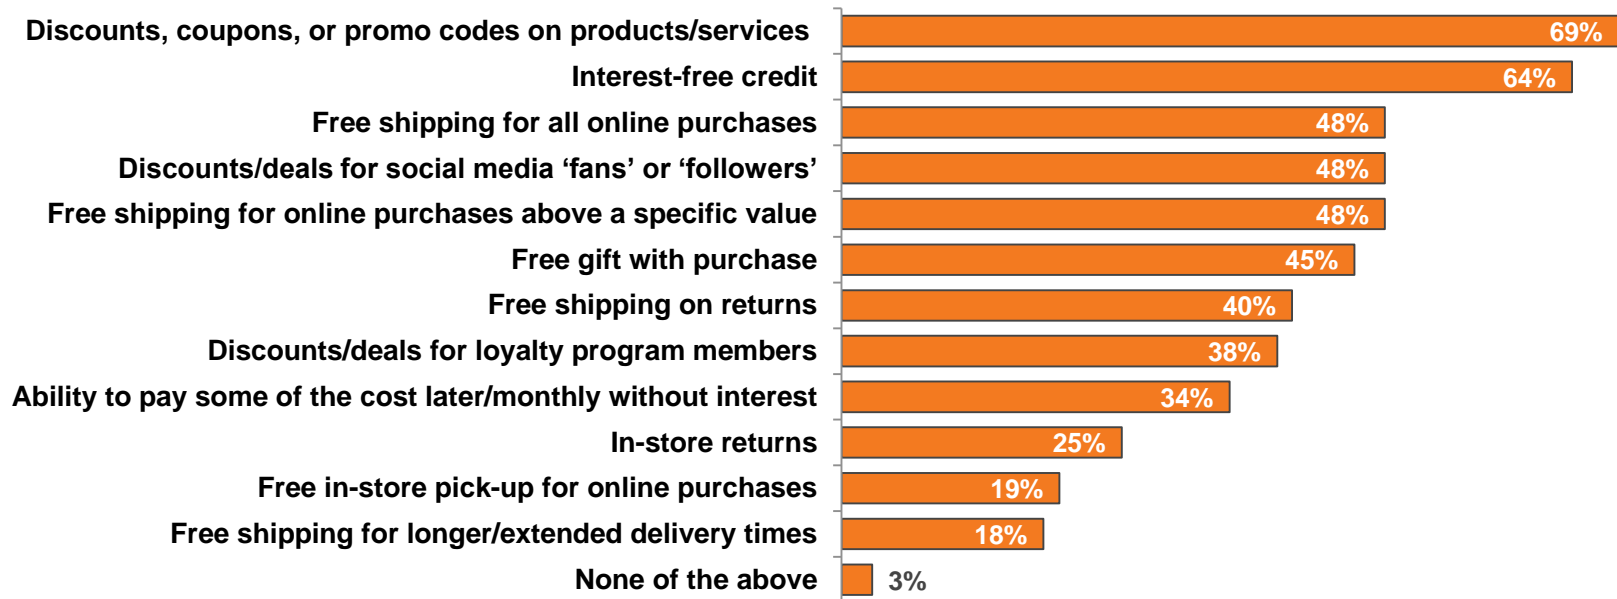 Discounts, coupons, or promo codes on products/services 69%
Interest-free credit 64%
Free shipping for all online purchases 48%
Discounts/deals for social media ‘fans’ or ‘followers’ 48%
Free shipping for online purchases above a specific value 48%
Free gift with purchase 45%
Free shipping on returns 40%
Discounts/deals for loyalty program members 38%
Ability to pay some of the cost later/monthly without interest 34%
In-store returns 25%
Free in-store pick-up for online purchases 19%
Free shipping for longer/extended delivery times 18%
None of the above 3%